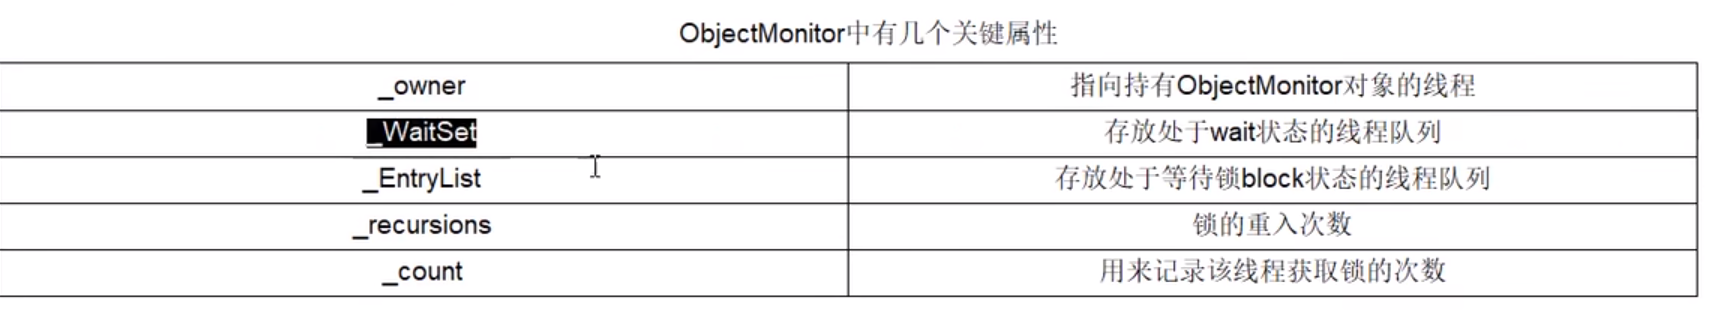 ObjectMonitor中有几个关键属性
_owner 指向持有ObjectMonitor对象的线程
_WaitSet 存放处于wait状态的线程队列
_EntryList 存放处于等待锁block状态的线程队列
_recursions 锁的重入次数
_count 用来记录该线程获取锁的次数